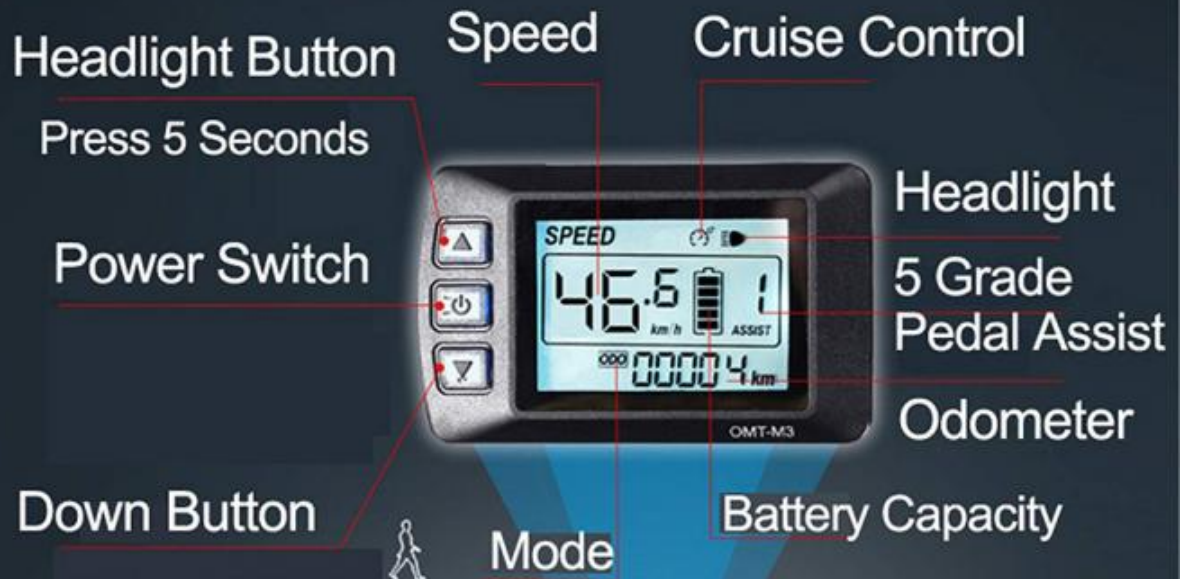 Speed
Cruise Control
Headlight Button
Press 5 Seconds
Headlight
SPEED
Power Switch
5 Grade
Pedal Assist
46.6
km/h
1
ASSIST
ODO
00004 km
Odometer
OMT-M3
Down Button
Battery Capacity
Mode